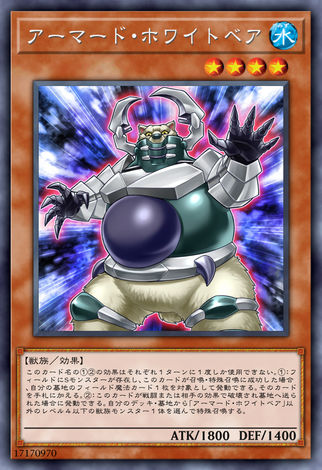 アーマード・ホワイトベア
水
【獣族／効果】
このカード名の①②の効果はそれぞれ１ターンに１度しか使用できない。①：フ
ィールドにSモンスターが存在し、このカードが召喚・特殊召喚に成功した場合、
自分の墓地のフィールド魔法カード１枚を対象として発動できる。そのカード
を手札に加える。②：このカードが戦闘または相手の効果で破壊され墓地へ送
られた場合に発動できる。自分のデッキ・墓地から「アーマード・ホワイトベア」以
外のレベル４以下の獣族モンスター１体を選んで特殊召喚する。
ATK/1800 DEF/1400
17170970